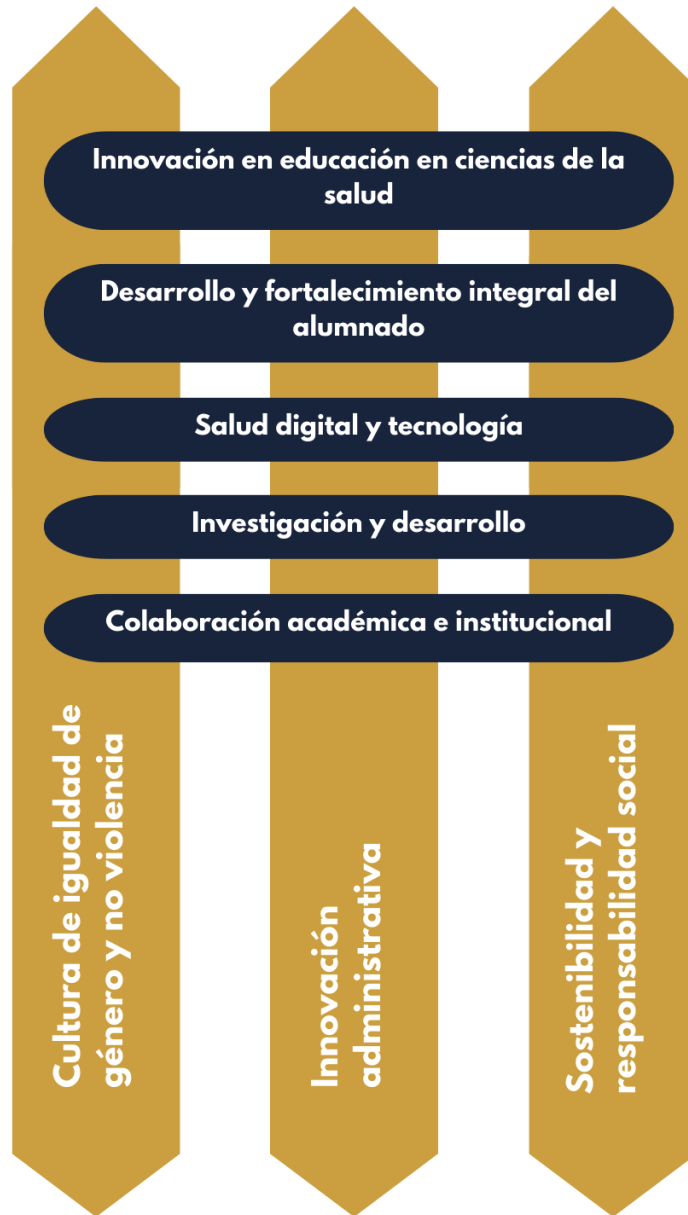 Innovación en educación en ciencias de la
salud
Desarrollo y fortalecimiento integral del
alumnado
Salud digital y tecnología
Investigación y desarrollo
Colaboración académica e institucional
Cultura de igualdad de
género y no violencia
Innovación
administrativa
Sostenibilidad y
responsabilidad social